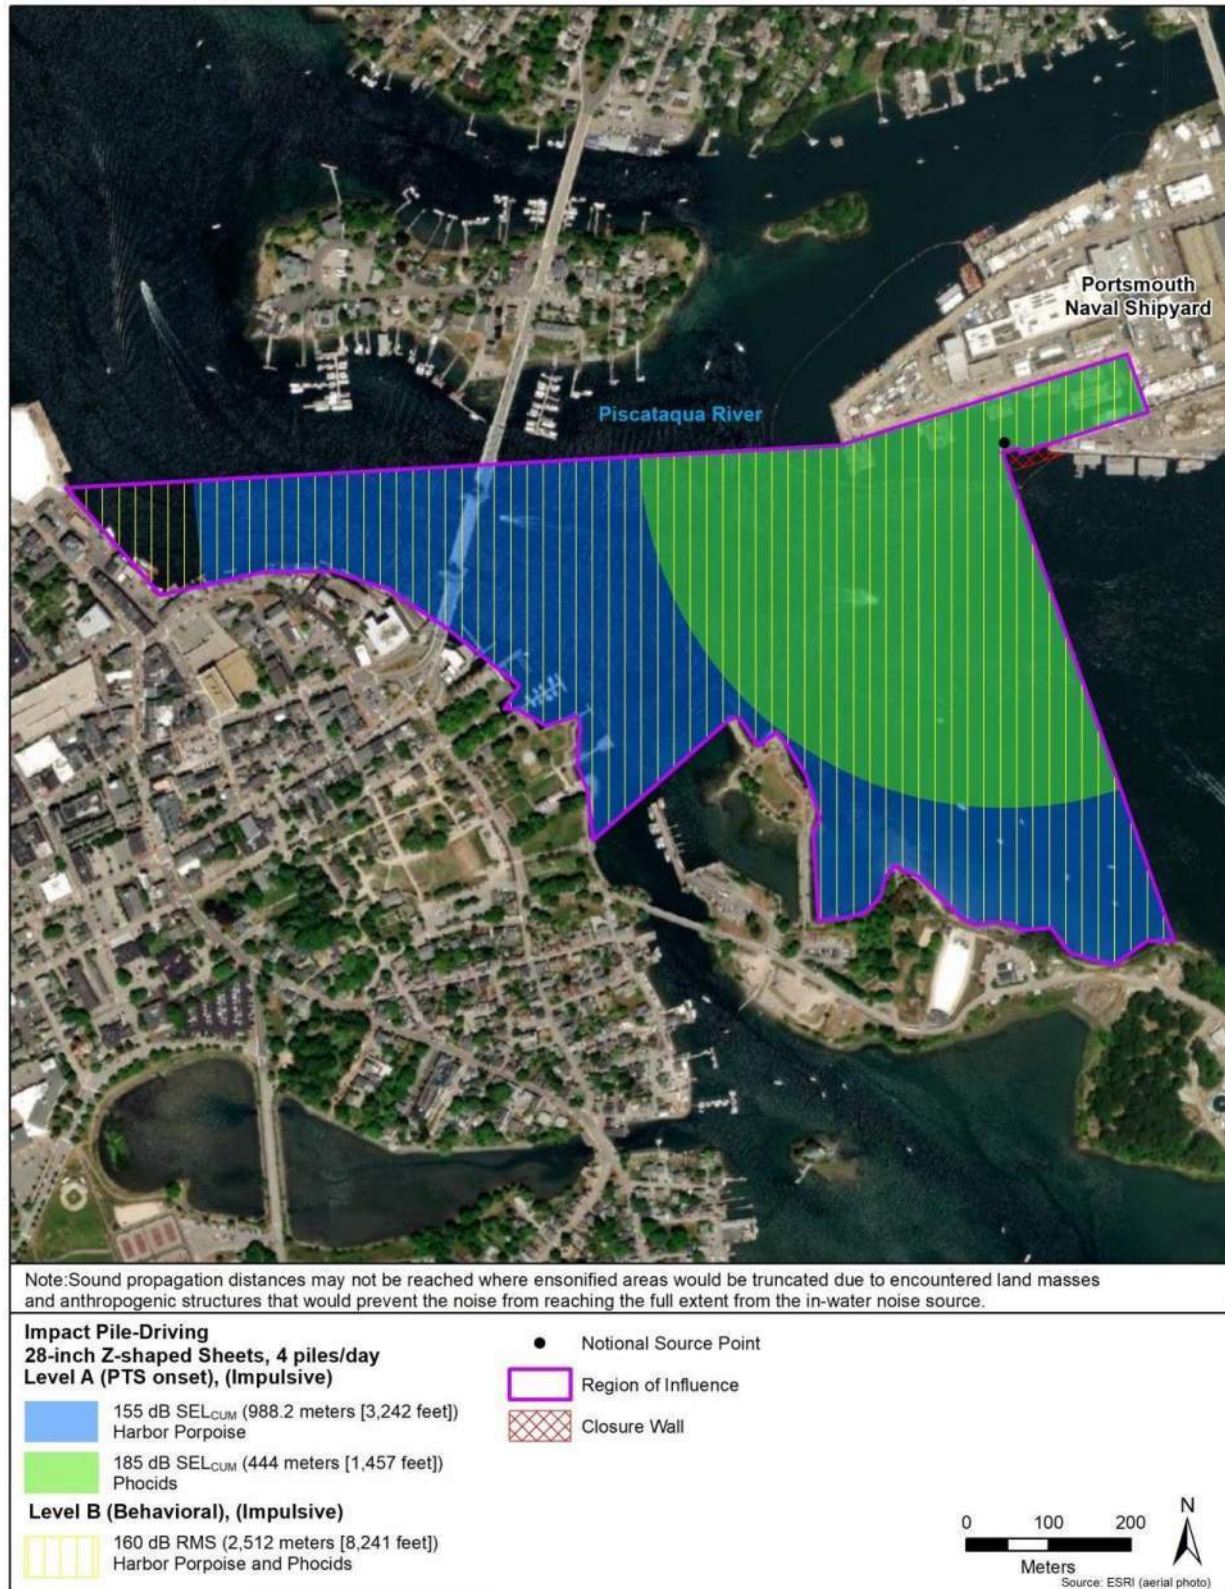 Portsmouth
Naval Shipyard
Piscataqua River
Note:Sound propagation distances may not be reached where ensonified areas would be truncated due to encountered land masses
and anthropogenic structures that would prevent the noise from reaching the full extent from the in-water noise source.
Impact Pile-Driving
28-inch Z-shaped Sheets, 4 piles/day
Level A (PTS onset), (Impulsive)
155 dB SELCUM (988.2 meters [3,242 feet])
Harbor Porpoise
185 dB SELCUM (444 meters [1,457 feet])
Phocids
Level B (Behavioral), (Impulsive)
160 dB RMS (2,512 meters [8,241 feet])
Harbor Porpoise and Phocids
Notional Source Point
Region of Influence
Closure Wall
0 100 200
Meters
N
Source: ESRI (aerial photo)